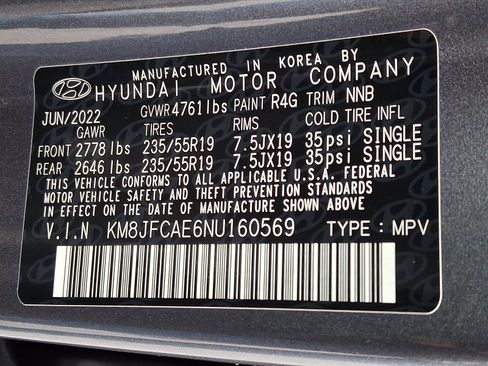 MANUFACTURED IN KOREA BY
HYUNDAI MOTOR COMPANY
JUN/2022 GVWR 4761lbs PAINT R4G TRIM NNB
GAWR TIRES RIMS COLD TIRE INFL
FRONT 2778 lbs 235/55R19 7.5JX19 35psi SINGLE
REAR 2646 lbs 235/55R19 7.5JX19 35psi SINGLE
THIS VEHICLE CONFORMS TO ALL APPLICABLE U.S.A. FEDERAL
MOTOR VEHICLE SAFETY AND THEFT PREVENTION STANDARDS
IN EFFECT ON THE DATE OF MANUFACTURE SHOWN ABOVE.
V.I.N KM8JFCAE6NU160569 TYPE : MPV